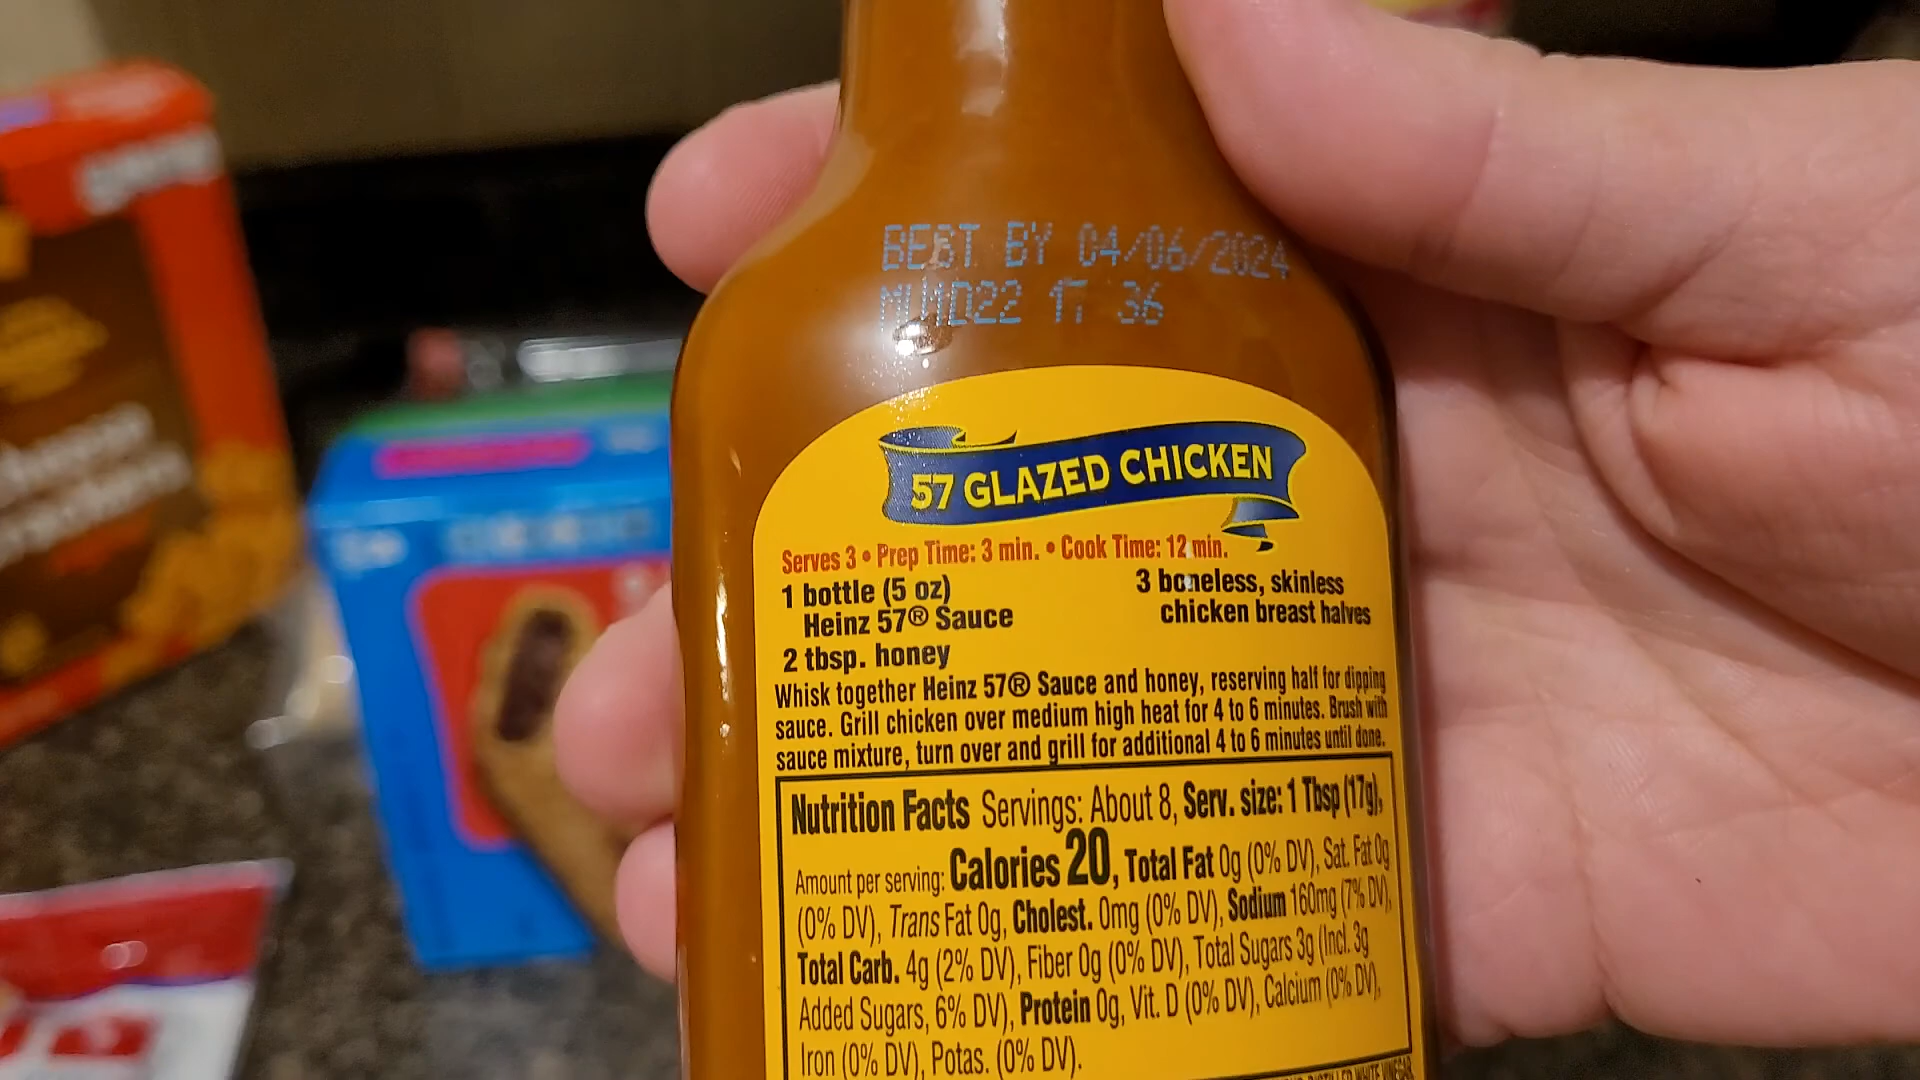 BEST BY 04/06/2024
MU1D22 17 36
57 GLAZED CHICKEN
Serves 3 • Prep Time: 3 min. • Cook Time: 12 min.
1 bottle (5 oz)
Heinz 57® Sauce
2 tbsp. honey
3 boneless, skinless
chicken breast halves
Whisk together Heinz 57® Sauce and honey, reserving half for dipping
sauce. Grill chicken over medium high heat for 4 to 6 minutes. Brush with
sauce mixture, turn over and grill for additional 4 to 6 minutes until done.
Nutrition Facts Servings: About 8, Serv. size: 1 Tbsp (17g),
Amount per serving: Calories 20, Total Fat 0g (0% DV), Sat. Fat 0g
(0% DV), Trans Fat 0g, Cholest. 0mg (0% DV), Sodium 160mg (7% DV),
Total Carb. 4g (2% DV), Fiber 0g (0% DV), Total Sugars 3g (Incl. 3g
Added Sugars, 6% DV), Protein 0g, Vit. D (0% DV), Calcium (0% DV),
Iron (0% DV), Potas. (0% DV).
DISTILLED WHITE VINEGAR,